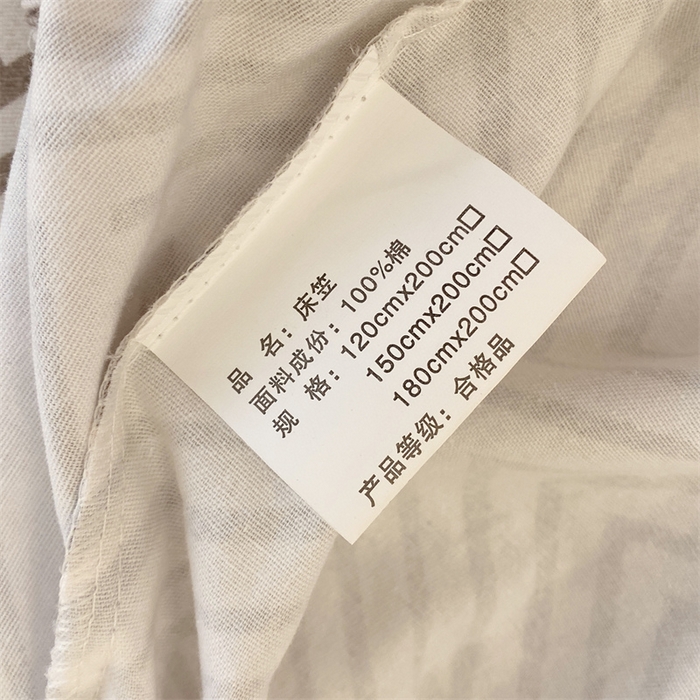 品 名：床笠
面料成份：100%棉
规 格：120cmx200cm□
150cmx200cm□
180cmx200cm□
产品等级：合格品